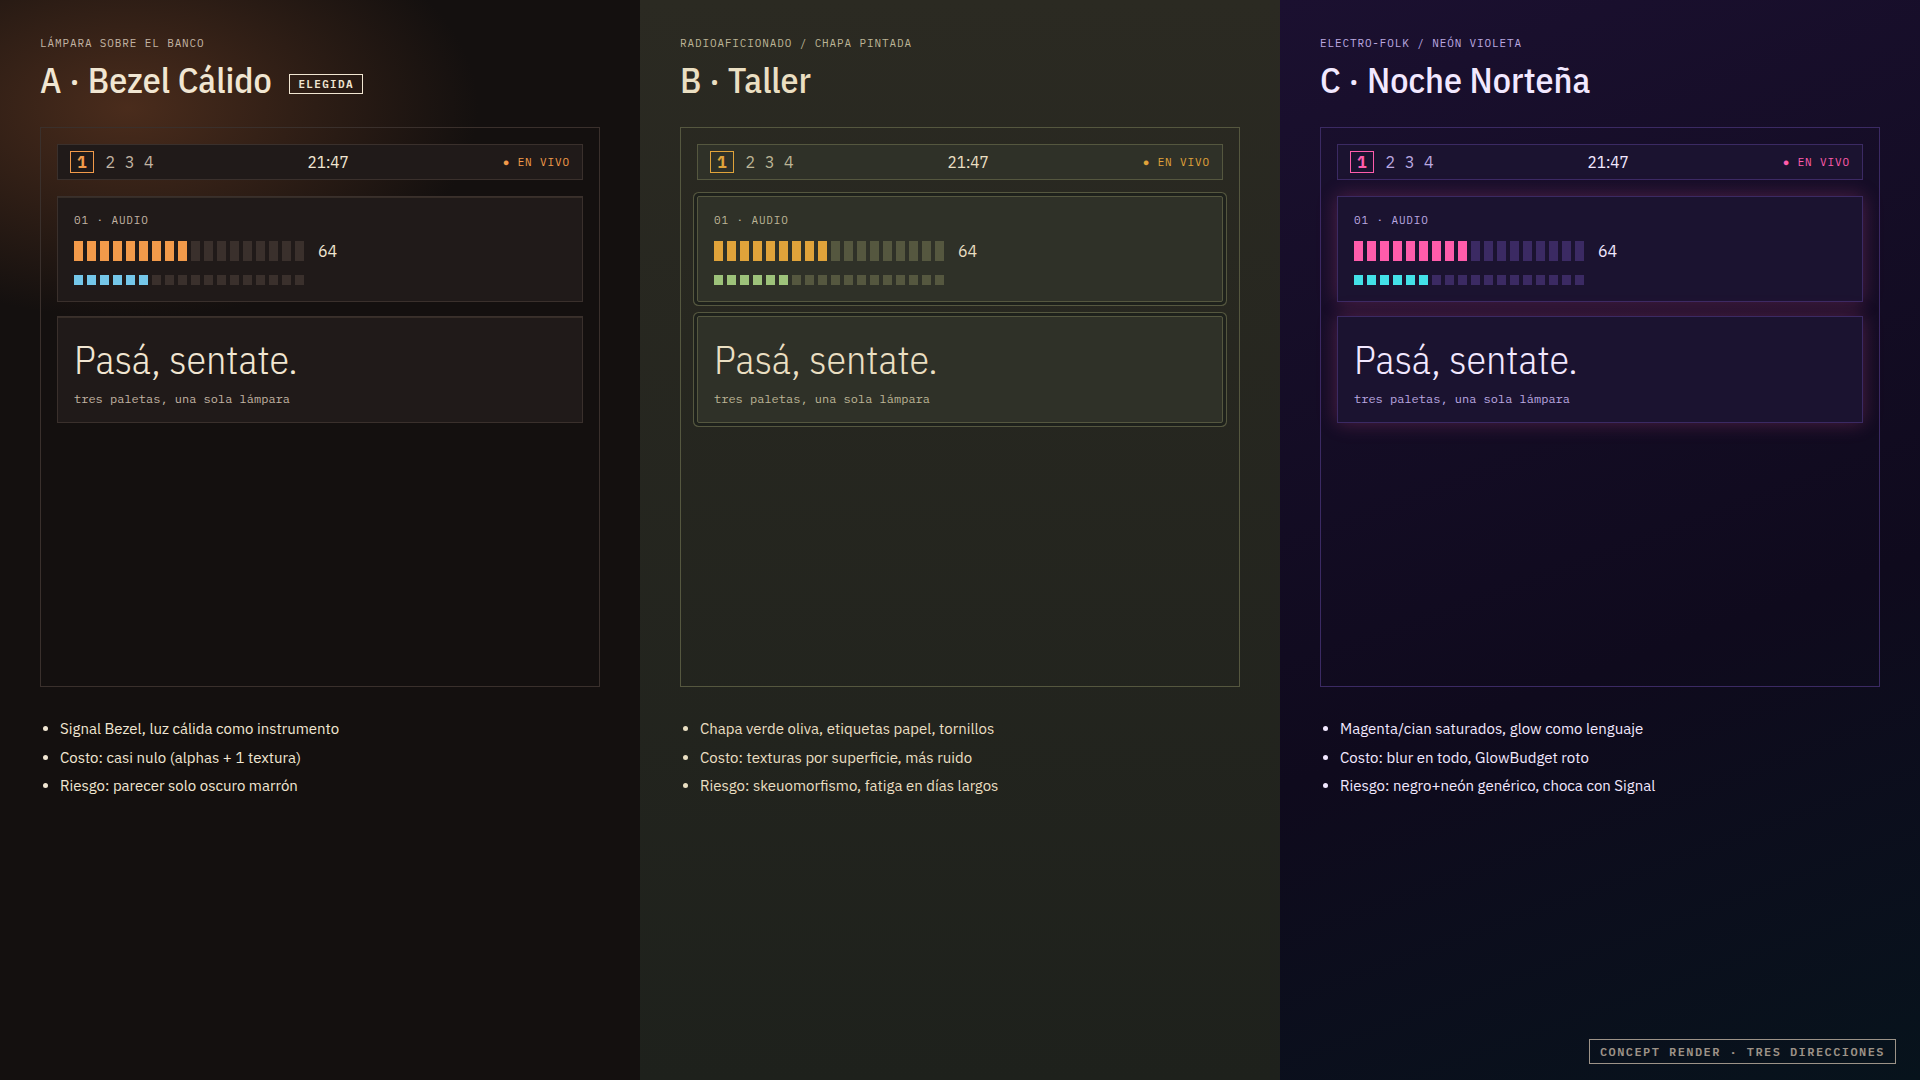 LÁMPARA SOBRE EL BANCO
A · Bezel Cálido ELEGIDA
1 2 3 4 21:47 ● EN VIVO
01 · AUDIO
64
Pasá, sentate.
tres paletas, una sola lámpara
• Signal Bezel, luz cálida como instrumento
• Costo: casi nulo (alphas + 1 textura)
• Riesgo: parecer solo oscuro marrón
RADIOAFICIONADO / CHAPA PINTADA
B · Taller
1 2 3 4 21:47 ● EN VIVO
01 · AUDIO
64
Pasá, sentate.
tres paletas, una sola lámpara
• Chapa verde oliva, etiquetas papel, tornillos
• Costo: texturas por superficie, más ruido
• Riesgo: skeuomorfismo, fatiga en días largos
ELECTRO-FOLK / NEÓN VIOLETA
C · Noche Norteña
1 2 3 4 21:47 ● EN VIVO
01 · AUDIO
64
Pasá, sentate.
tres paletas, una sola lámpara
• Magenta/cian saturados, glow como lenguaje
• Costo: blur en todo, GlowBudget roto
• Riesgo: negro+neón genérico, choca con Signal
CONCEPT RENDER · TRES DIRECCIONES